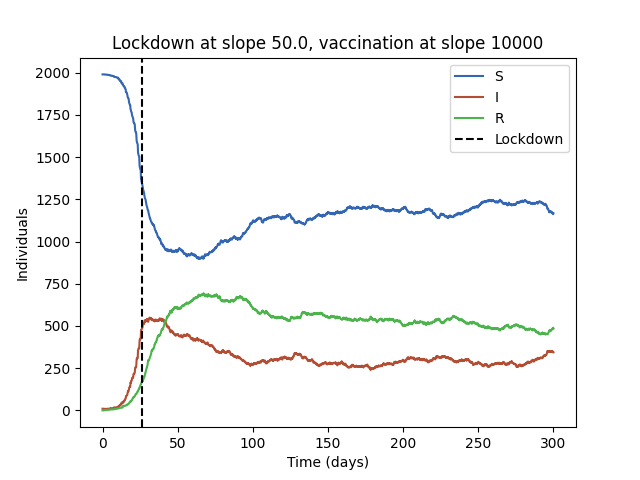 Lockdown at slope 50.0, vaccination at slope 10000
S
I
R
Lockdown
Individuals
2000
1750
1500
1250
1000
750
500
250
0
0 50 100 150 200 250 300
Time (days)